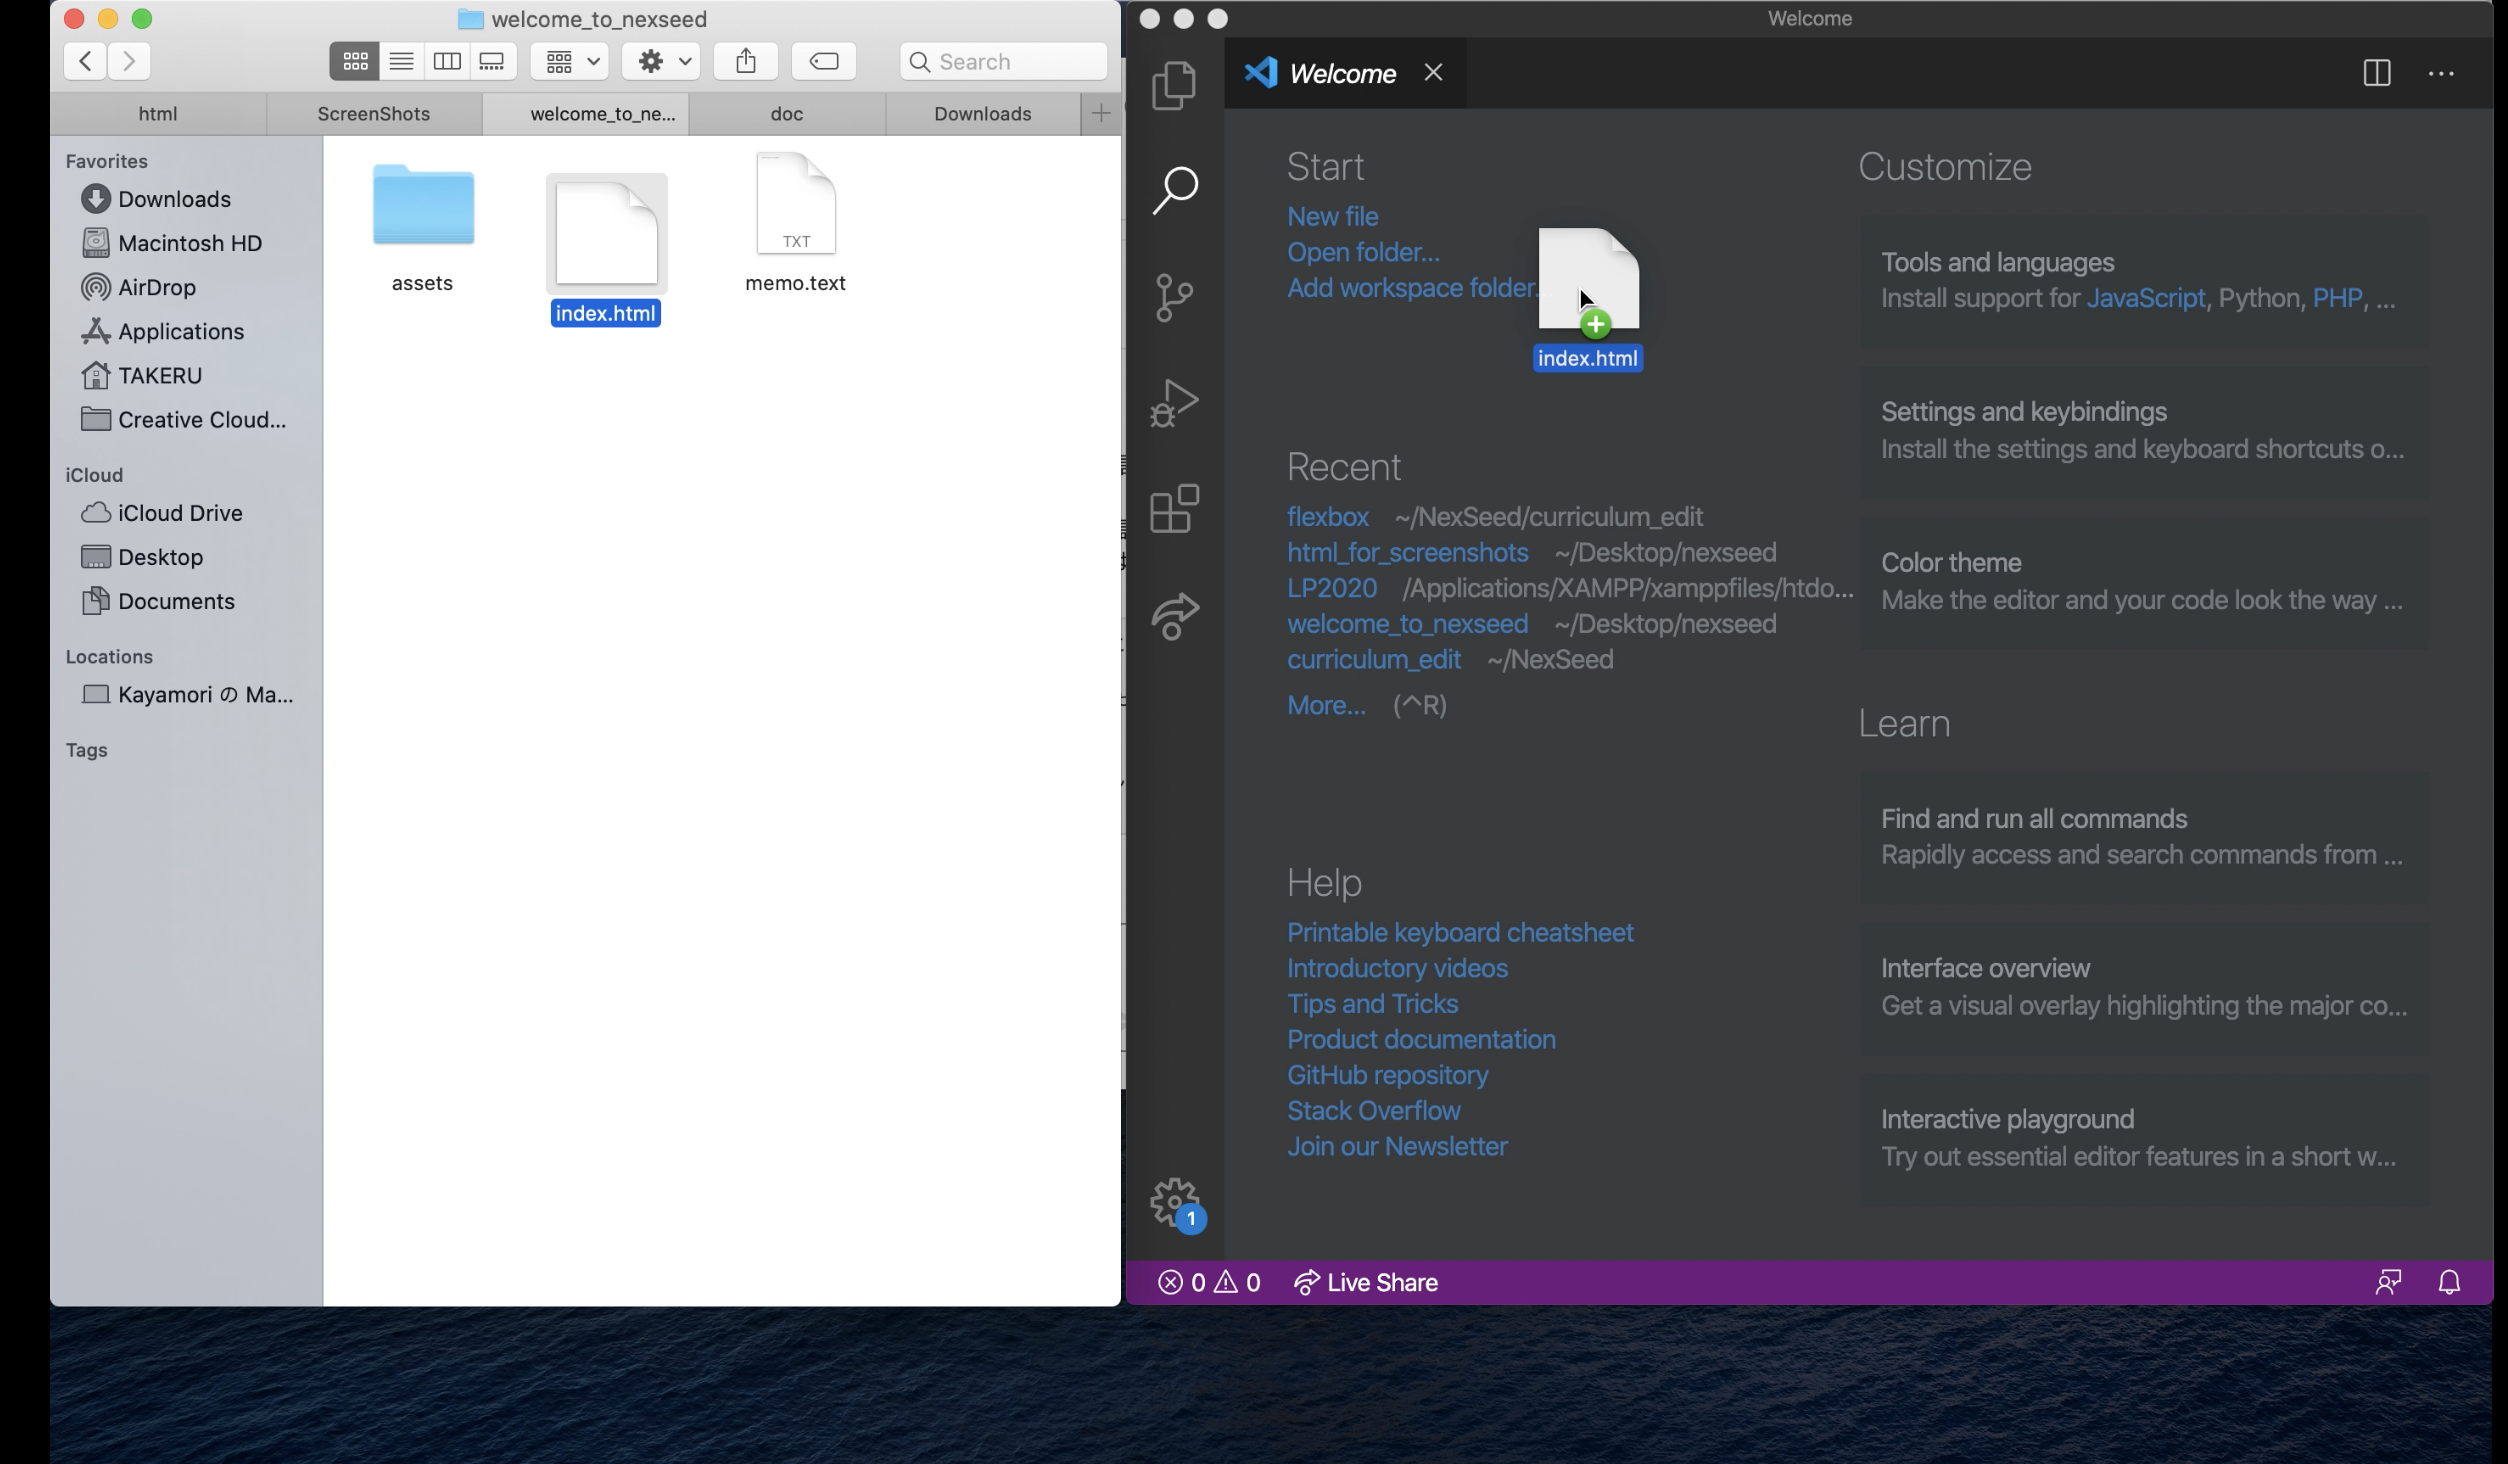 welcome_to_nexseed
Search
html
ScreenShots
welcome_to_ne...
doc
Downloads
Favorites
Downloads
Macintosh HD
AirDrop
Applications
TAKERU
Creative Cloud...
iCloud
iCloud Drive
Desktop
Documents
Locations
Kayamori の Ma...
Tags
assets
index.html
TXT
memo.text
Welcome
Welcome
Start
New file
Open folder...
Add workspace folder.
index.html
Recent
flexbox ~/NexSeed/curriculum_edit
html_for_screenshots ~/Desktop/nexseed
LP2020 /Applications/XAMPP/xamppfiles/htdo...
welcome_to_nexseed ~/Desktop/nexseed
curriculum_edit ~/NexSeed
More... (^R)
Help
Printable keyboard cheatsheet
Introductory videos
Tips and Tricks
Product documentation
GitHub repository
Stack Overflow
Join our Newsletter
Customize
Tools and languages
Install support for JavaScript, Python, PHP, ...
Settings and keybindings
Install the settings and keyboard shortcuts o...
Color theme
Make the editor and your code look the way ...
Learn
Find and run all commands
Rapidly access and search commands from ...
Interface overview
Get a visual overlay highlighting the major co...
Interactive playground
Try out essential editor features in a short w...
1
0 0 Live Share